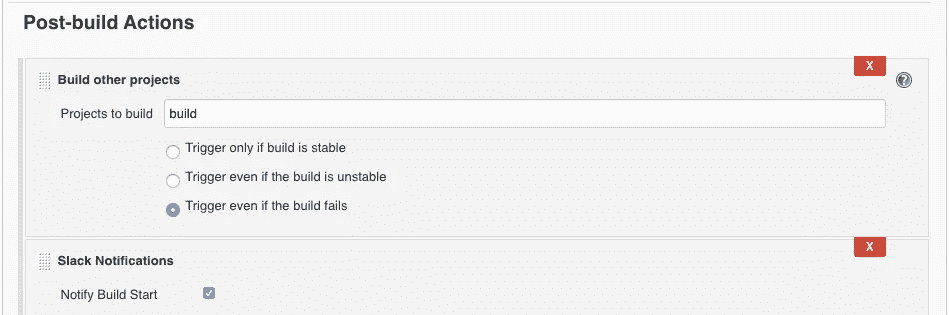 Post-build Actions
X
Build other projects
?
Projects to build build
Trigger only if build is stable
Trigger even if the build is unstable
Trigger even if the build fails
X
Slack Notifications
Notify Build Start